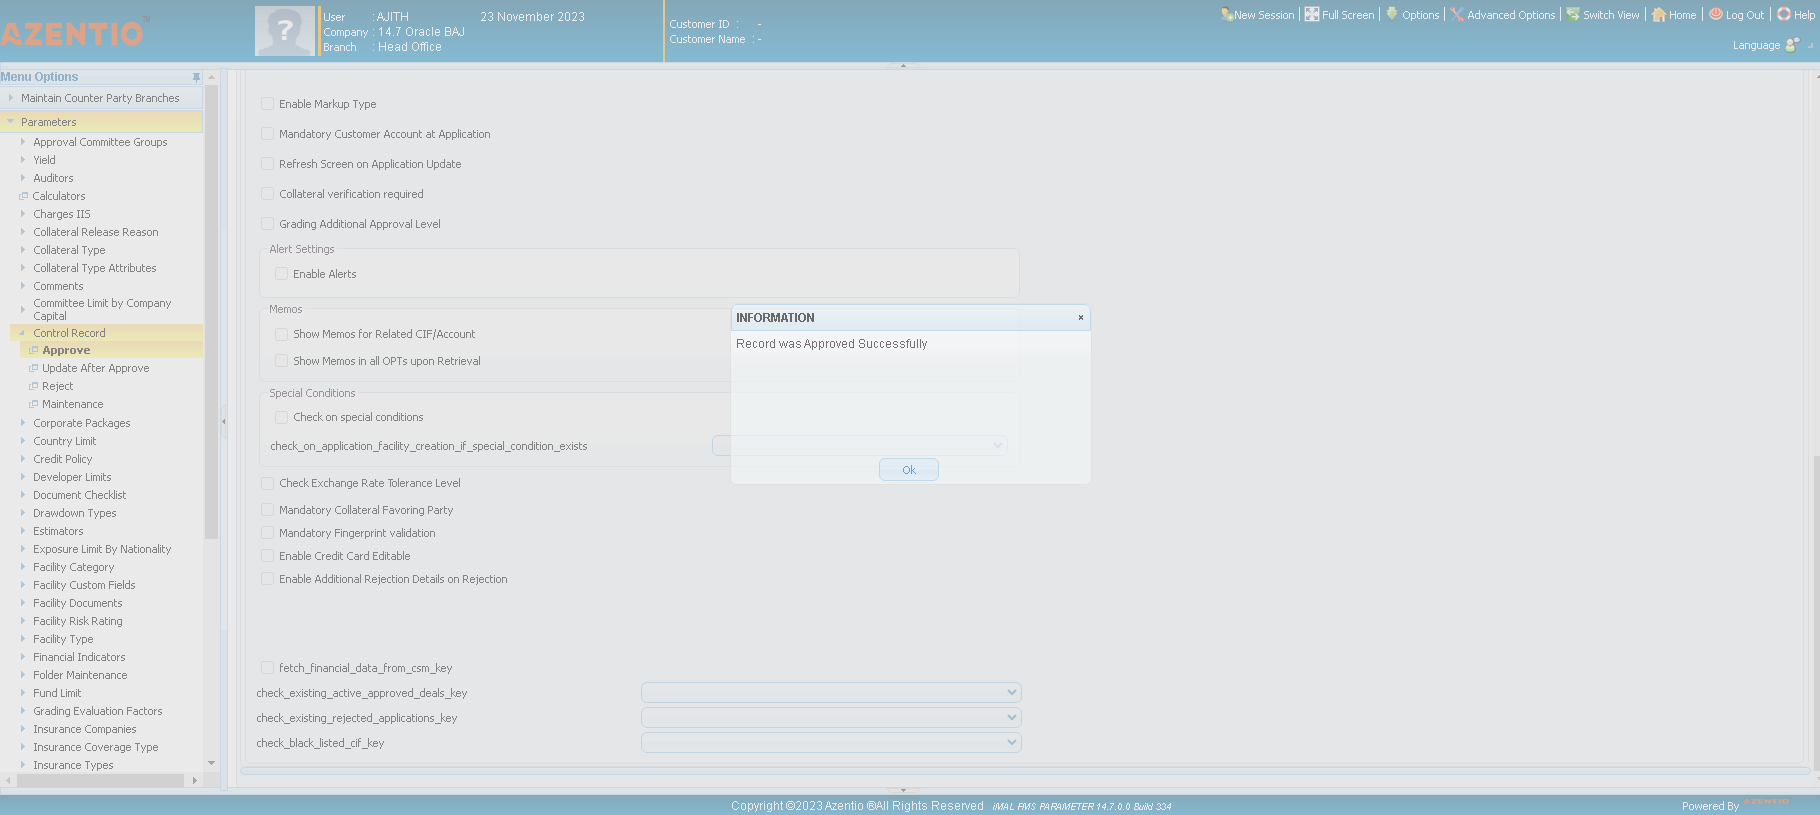 AZENTIO
TM
User : AJITH
23 November 2023
Company : 14.7 Oracle BAJ
Branch : Head Office
Customer ID : -
Customer Name : -
New Session
Full Screen
Options
Advanced Options
Switch View
Home
Log Out
Help
Language
Menu Options
Maintain Counter Party Branches
Parameters
Approval Committee Groups
Yield
Auditors
Calculators
Charges IIS
Collateral Release Reason
Collateral Type
Collateral Type Attributes
Comments
Committee Limit by Company
Capital
Control Record
Approve
Update After Approve
Reject
Maintenance
Corporate Packages
Country Limit
Credit Policy
Developer Limits
Document Checklist
Drawdown Types
Estimators
Exposure Limit By Nationality
Facility Category
Facility Custom Fields
Facility Documents
Facility Risk Rating
Facility Type
Financial Indicators
Folder Maintenance
Fund Limit
Grading Evaluation Factors
Insurance Companies
Insurance Coverage Type
Insurance Types
Enable Markup Type
Mandatory Customer Account at Application
Refresh Screen on Application Update
Collateral verification required
Grading Additional Approval Level
Alert Settings
Enable Alerts
Memos
Show Memos for Related CIF/Account
Show Memos in all OPTs upon Retrieval
Special Conditions
Check on special conditions
check_on_application_facility_creation_if_special_condition_exists
Check Exchange Rate Tolerance Level
Mandatory Collateral Favoring Party
Mandatory Fingerprint validation
Enable Credit Card Editable
Enable Additional Rejection Details on Rejection
fetch_financial_data_from_csm_key
check_existing_active_approved_deals_key
check_existing_rejected_applications_key
check_black_listed_cif_key
INFORMATION
Record was Approved Successfully
Ok
Copyright ©2023 Azentio ®All Rights Reserved iMAL RMS PARAMETER 14.7.0.0 Build 334
Powered By AZENTIO